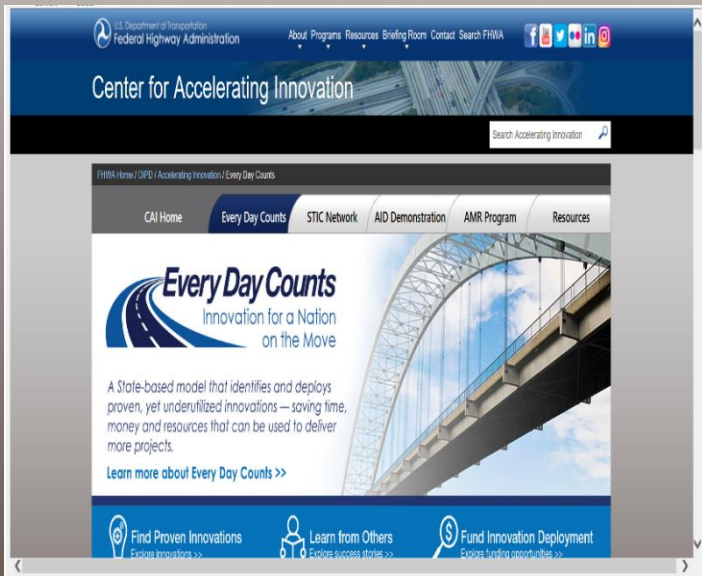 U.S. Department of Transportation
Federal Highway Administration
About Programs Resources Briefing Room Contact Search FHWA
Center for Accelerating Innovation
Search Accelerating Innovation
FHWA Home / OIPD / Accelerating Innovation / Every Day Counts
CAI Home Every Day Counts STIC Network AID Demonstration AMR Program Resources
Every Day Counts
Innovation for a Nation
on the Move
A State-based model that identifies and deploys
proven, yet underutilized innovations — saving time,
money and resources that can be used to deliver
more projects.
Learn more about Every Day Counts >>
Find Proven Innovations Learn from Others Fund Innovation Deployment
Explore innovations >> Explore success stories >> Explore funding opportunities >>